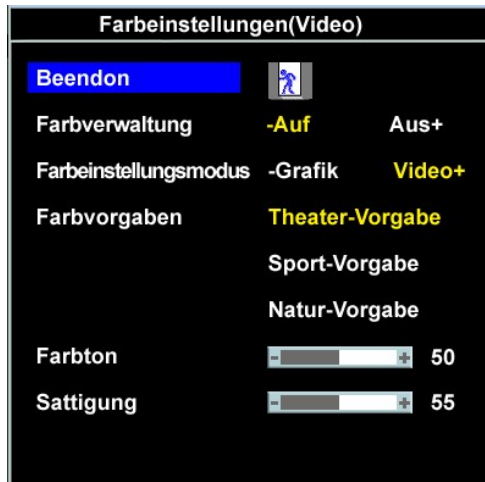 Farbeinstellungen(Video)
Beendon
Farbverwaltung -Auf Aus+
Farbeinstellungsmodus -Grafik Video+
Farbvorgaben Theater-Vorgabe
Sport-Vorgabe
Natur-Vorgabe
Farbton - + 50
Sattigung - + 55